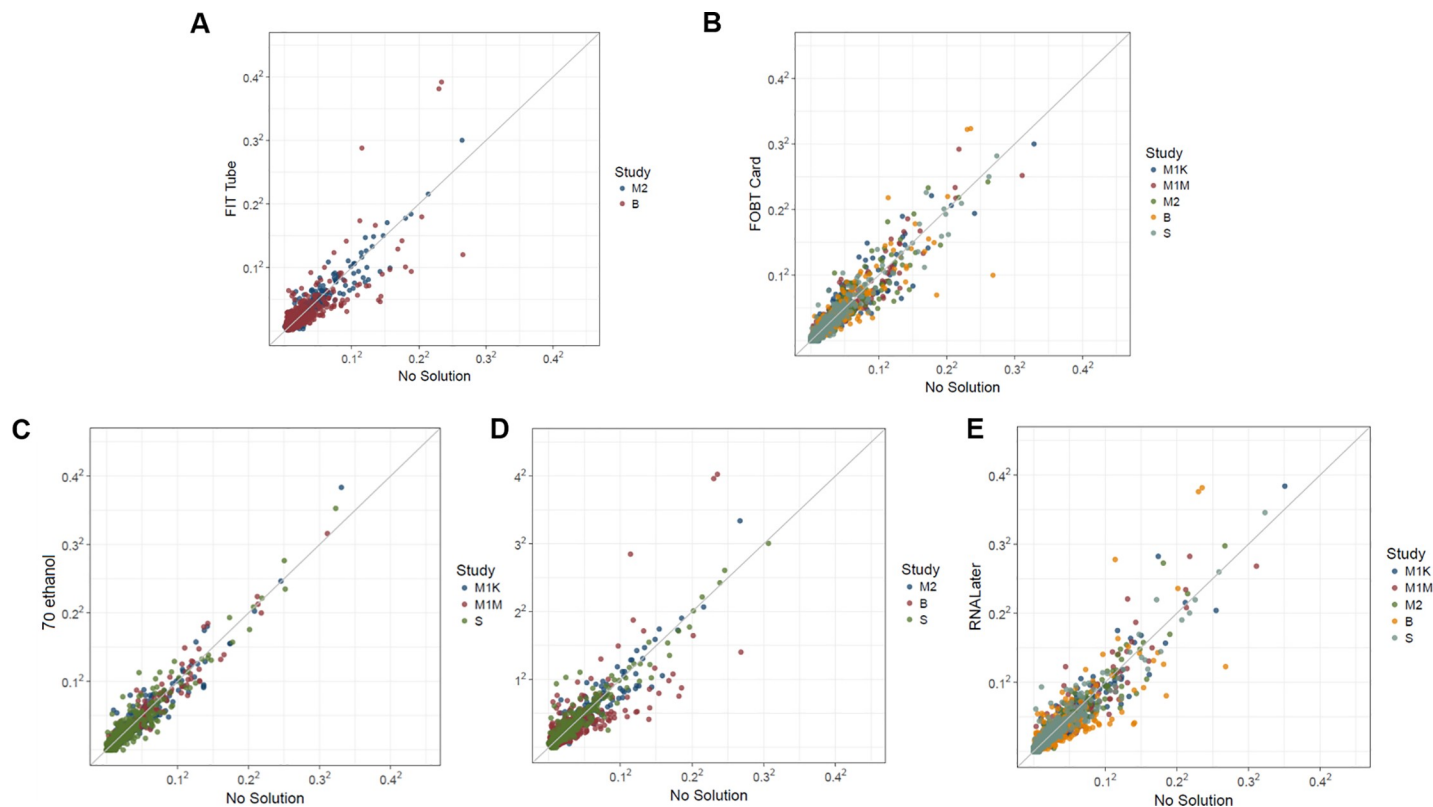 A
0.4²
0.3²
0.2²
0.1²
FIT Tube
0.1² 0.2² 0.3² 0.4²
No Solution
Study
M2
B
B
0.4²
0.3²
0.2²
0.1²
FOBT Card
0.1² 0.2² 0.3² 0.4²
No Solution
Study
M1K
M1M
M2
B
S
C
0.4²
0.3²
0.2²
0.1²
70 ethanol
0.1² 0.2² 0.3² 0.4²
No Solution
Study
M1K
M1M
S
D
4²
3²
2²
1²
0.1² 0.2² 0.3² 0.4²
No Solution
Study
M2
B
S
E
0.4²
0.3²
0.2²
0.1²
RNALater
0.1² 0.2² 0.3² 0.4²
No Solution
Study
M1K
M1M
M2
B
S